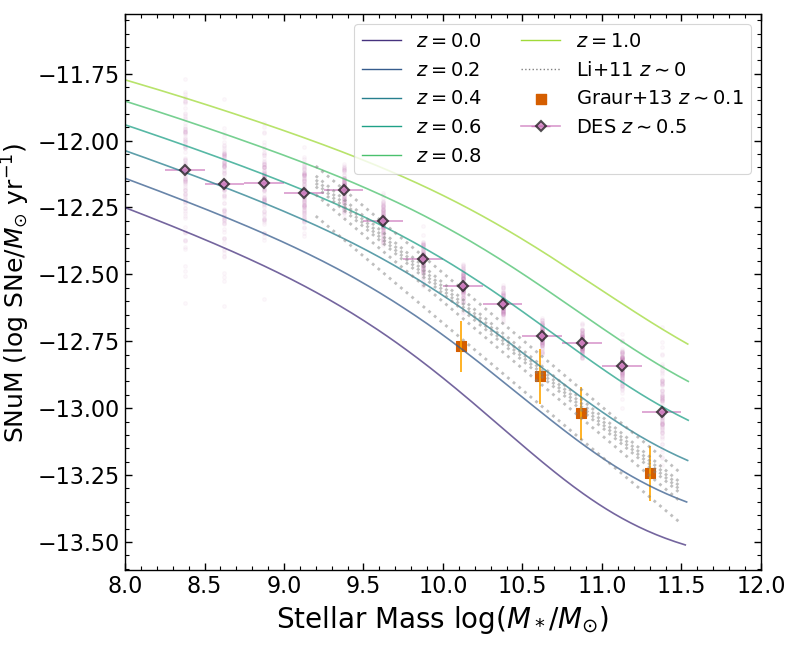 z = 0.0
z = 0.2
z = 0.4
z = 0.6
z = 0.8
z = 1.0
Li+11 z ∼ 0
Graur+13 z ∼ 0.1
DES z ∼ 0.5
SNuM (log SNe/M⊙ yr⁻¹)
−11.75
−12.00
−12.25
−12.50
−12.75
−13.00
−13.25
−13.50
8.0 8.5 9.0 9.5 10.0 10.5 11.0 11.5 12.0
Stellar Mass log(M*/M⊙)